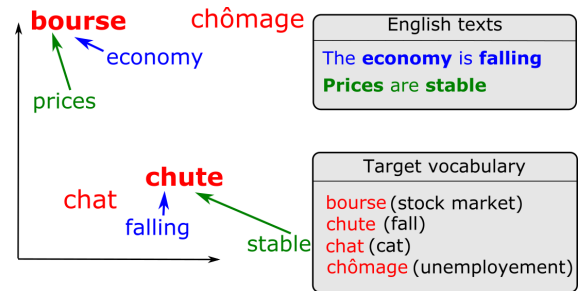 bourse
chômage
economy
prices
chute
chat
falling
stable
English texts
The economy is falling
Prices are stable
Target vocabulary
bourse (stock market)
chute (fall)
chat (cat)
chômage (unemployement)